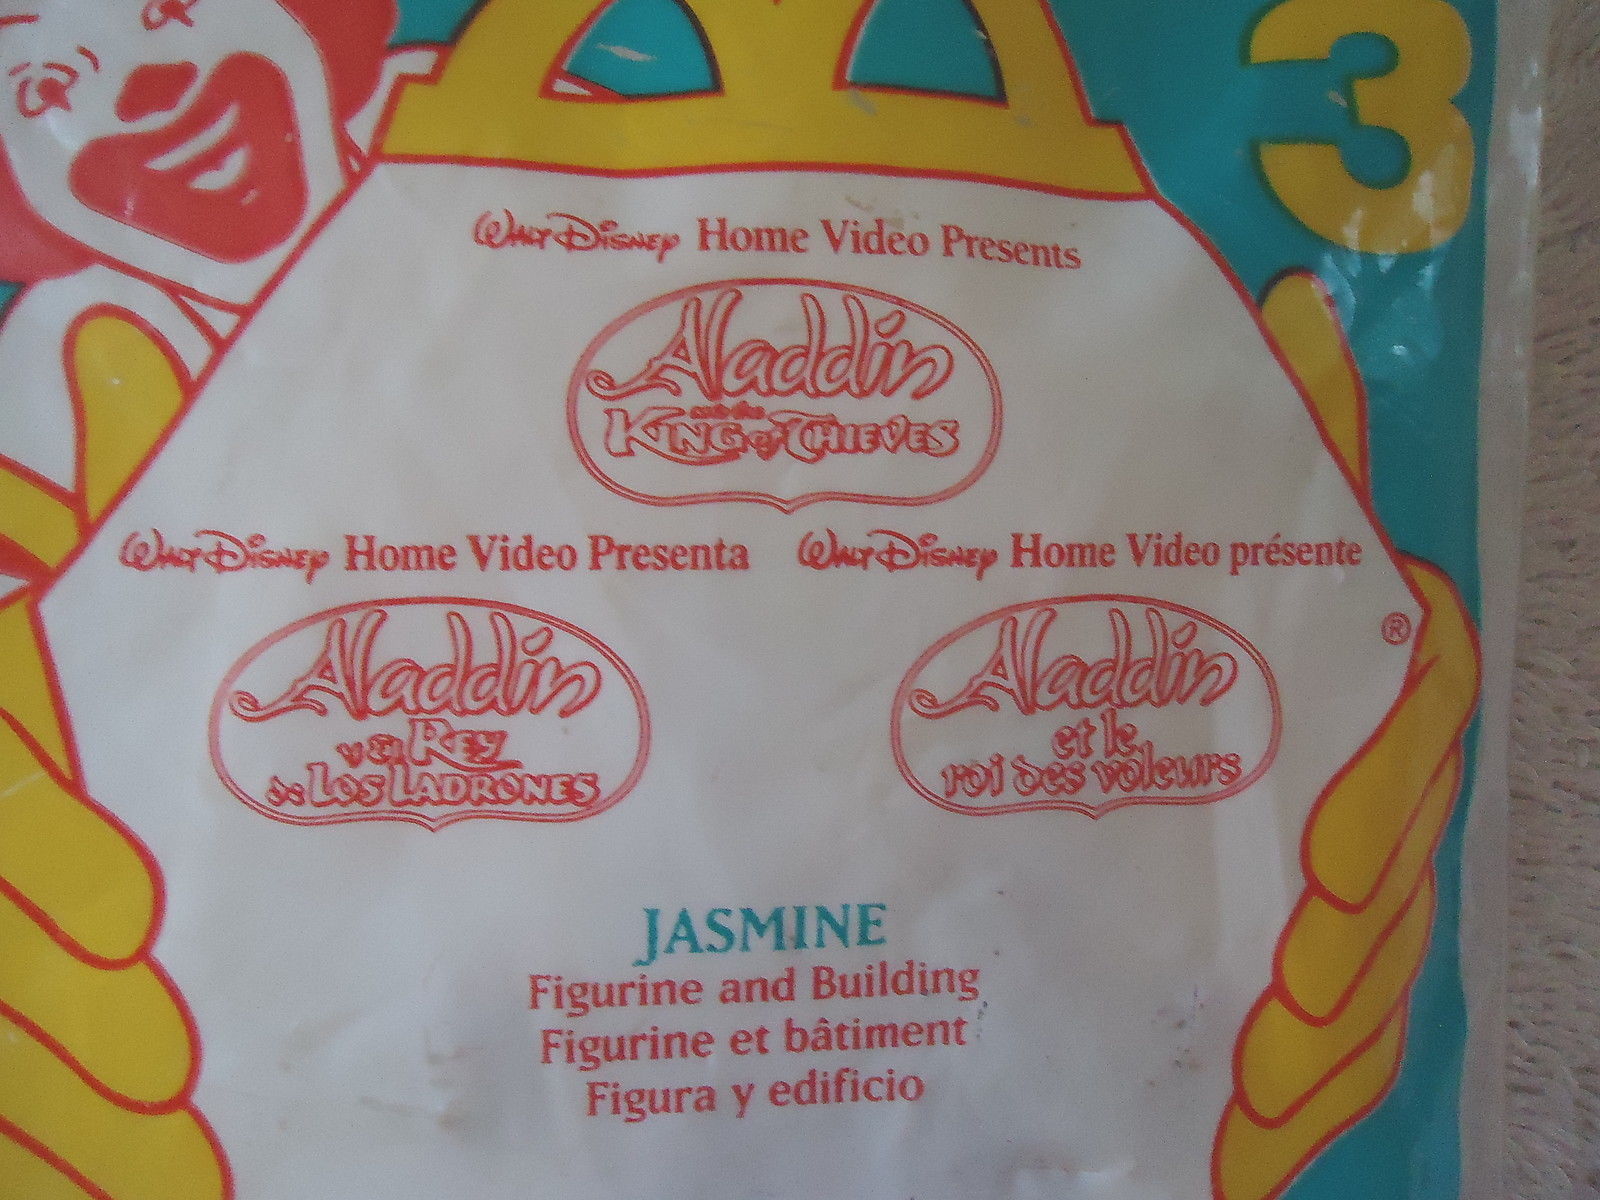 3
Walt Disney Home Video Presents
Aladdin
and the
King of Thieves
Walt Disney Home Video Presenta
Aladdin
y el Rey
de Los Ladrones
Walt Disney Home Video présente
Aladdin
et le
roi des voleurs
®
JASMINE
Figurine and Building
Figurine et bâtiment
Figura y edificio